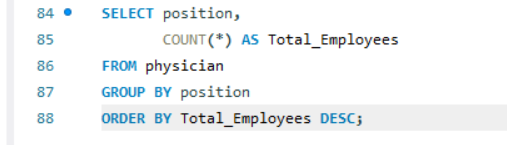 84 SELECT position,
85 COUNT(*) AS Total_Employees
86 FROM physician
87 GROUP BY position
88 ORDER BY Total_Employees DESC;